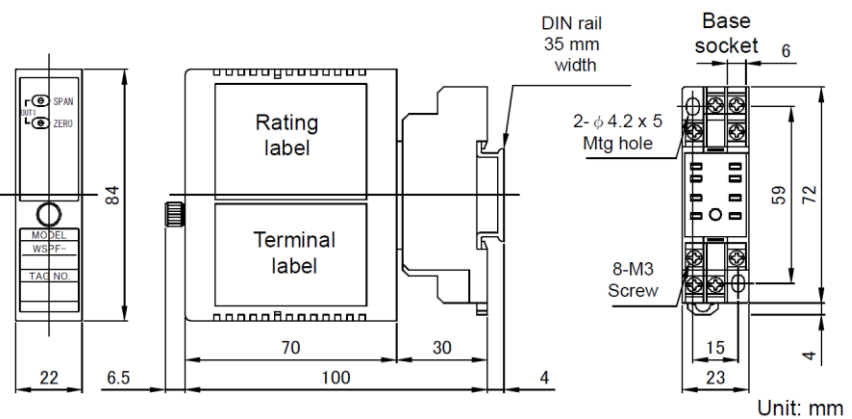 SPAN
OUT1
ZERO
MODEL
WSPF-
TAG NO.
22
84
6.5
Rating
label
Terminal
label
70
30
100
4
DIN rail
35 mm
width
Base
socket
6
2- ϕ 4.2 x 5
Mtg hole
8-M3
Screw
59
72
15
23
4
Unit: mm